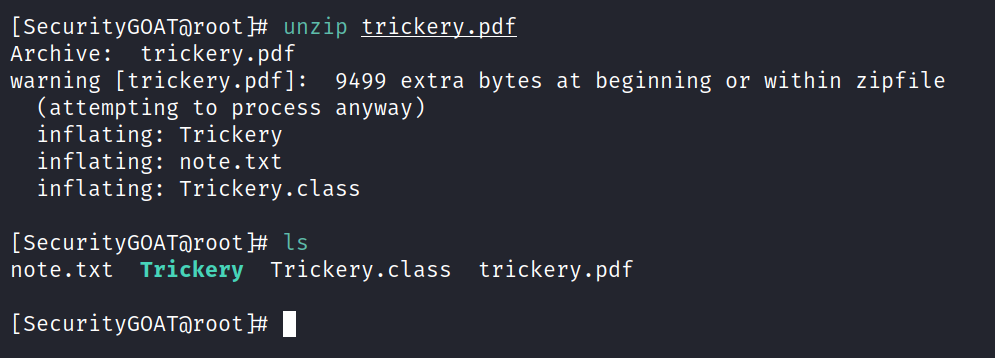 [SecurityGOAT@root]# unzip trickery.pdf
Archive:  trickery.pdf
warning [trickery.pdf]:  9499 extra bytes at beginning or within zipfile
  (attempting to process anyway)
  inflating: Trickery
  inflating: note.txt
  inflating: Trickery.class
[SecurityGOAT@root]# ls
note.txt  Trickery  Trickery.class  trickery.pdf
[SecurityGOAT@root]#